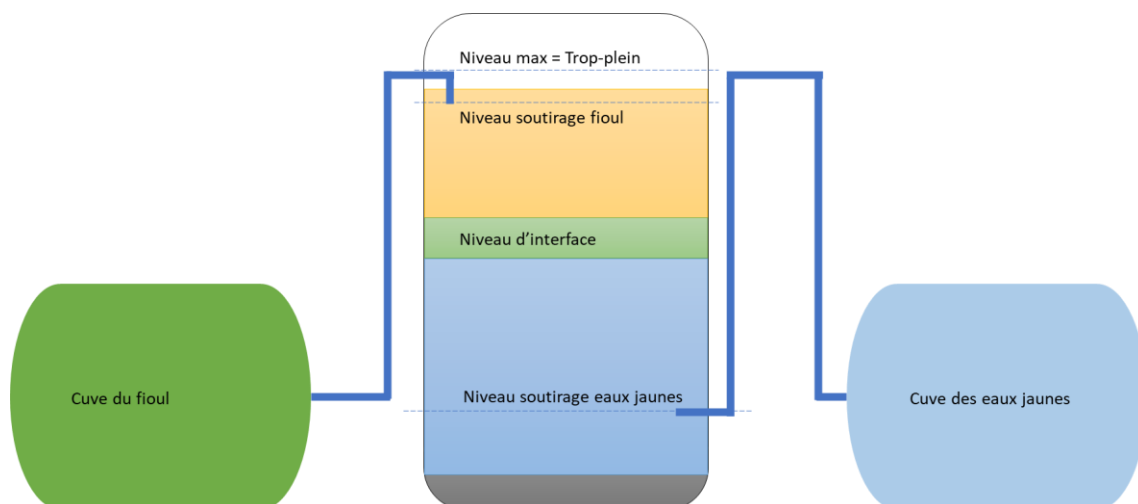 Niveau max = Trop-plein
Niveau soutirage fioul
Niveau d’interface
Niveau soutirage eaux jaunes
Cuve du fioul
Cuve des eaux jaunes